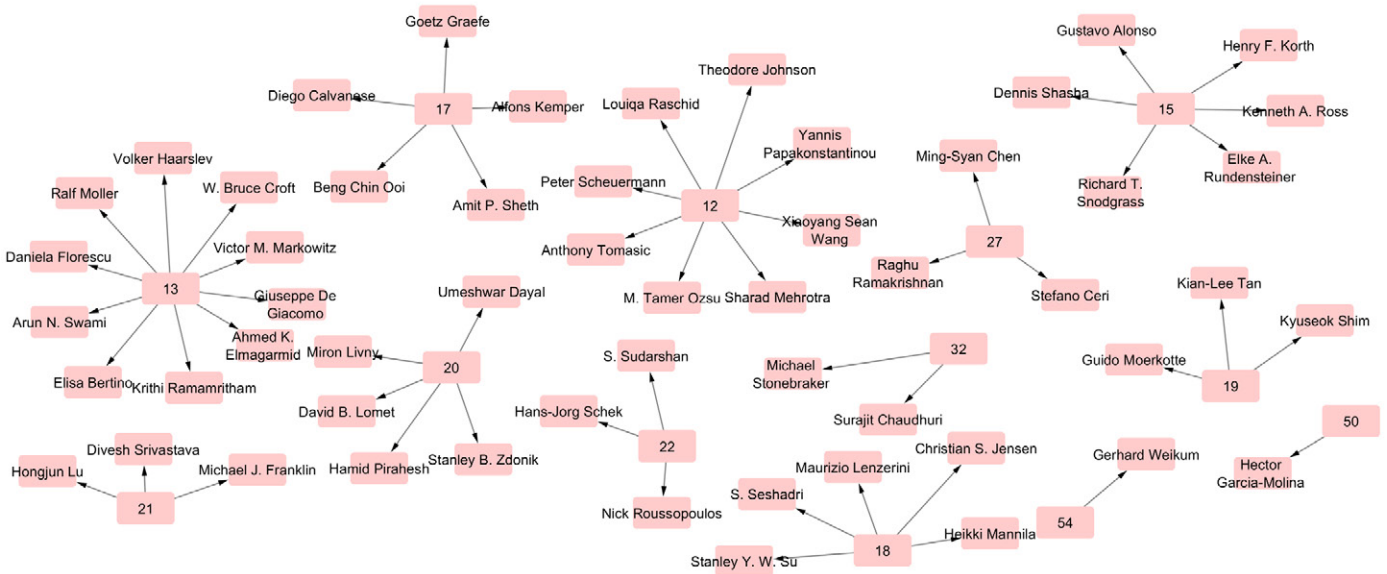 Goetz Graefe
Diego Calvanese
17
Alfons Kemper
Beng Chin Ooi
Amit P. Sheth
Theodore Johnson
Louiqa Raschid
Yannis
Papakonstantinou
Peter Scheuermann
12
Xiaoyang Sean
Wang
Anthony Tomasic
M. Tamer Ozsu
Sharad Mehrotra
Gustavo Alonso
Henry F. Korth
Dennis Shasha
15
Kenneth A. Ross
Richard T.
Snodgrass
Elke A.
Rundensteiner
Ming-Syan Chen
27
Raghu
Ramakrishnan
Stefano Ceri
Volker Haarslev
Ralf Moller
W. Bruce Croft
Daniela Florescu
Victor M. Markowitz
13
Giuseppe De
Giacomo
Arun N. Swami
Ahmed K.
Elmagarmid
Elisa Bertino
Krithi Ramamritham
Umeshwar Dayal
Miron Livny
20
David B. Lomet
Hamid Pirahesh
Stanley B. Zdonik
S. Sudarshan
Hans-Jorg Schek
22
Nick Roussopoulos
32
Michael
Stonebraker
Surajit Chaudhuri
Kian-Lee Tan
Kyuseok Shim
Guido Moerkotte
19
50
Hector
Garcia-Molina
Gerhard Weikum
54
Divesh Srivastava
Hongjun Lu
Michael J. Franklin
21
Christian S. Jensen
Maurizio Lenzerini
S. Seshadri
Heikki Mannila
18
Stanley Y. W. Su